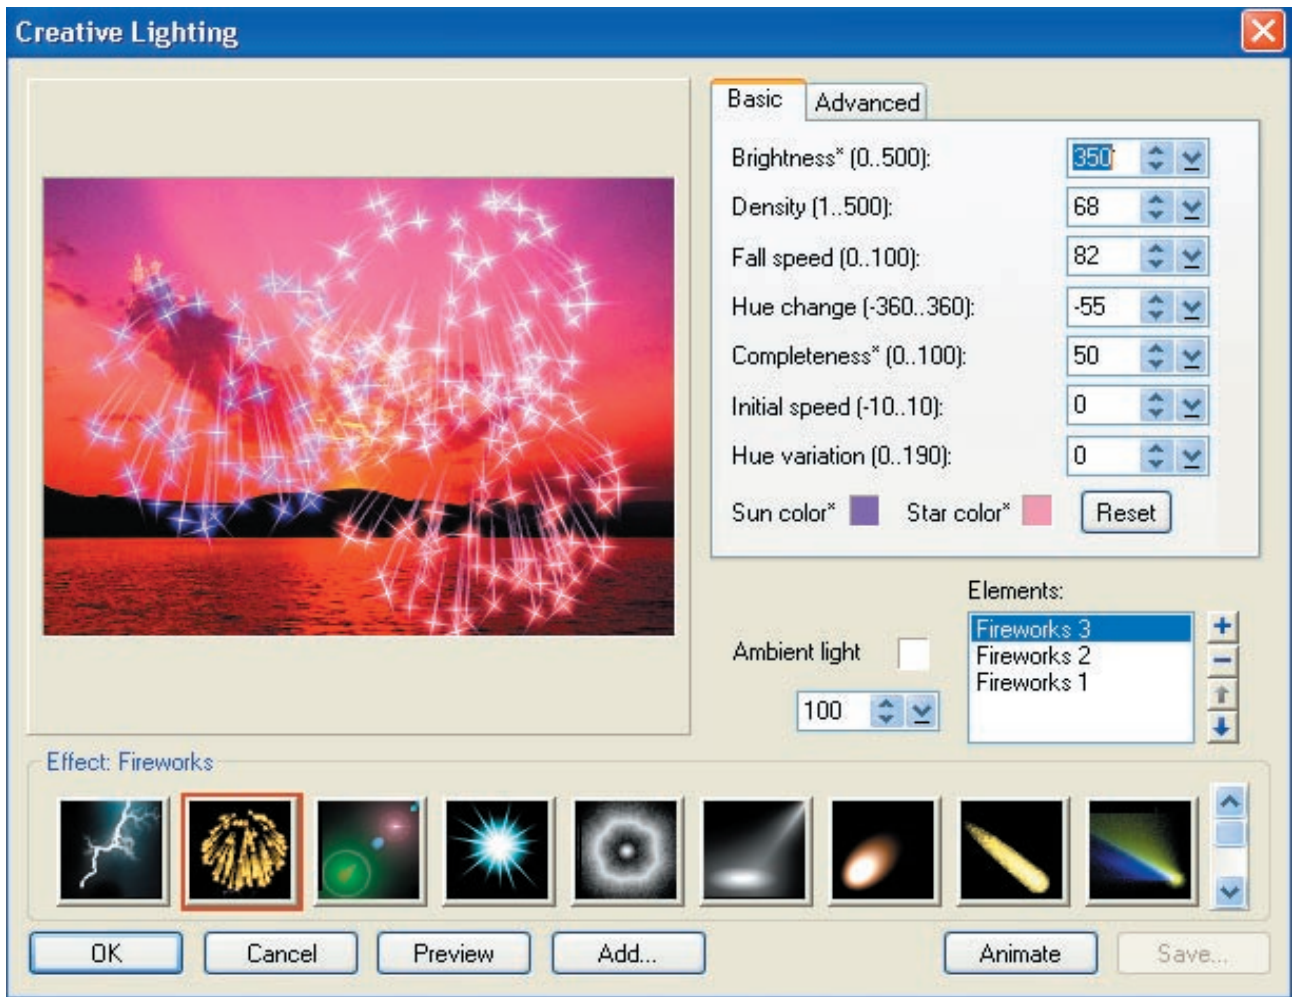 Creative Lighting
Basic
Advanced
Brightness* (0..500):
350
Density (1..500):
68
Fall speed (0..100):
82
Hue change (-360..360):
-55
Completeness* (0..100):
50
Initial speed (-10..10):
0
Hue variation (0..190):
0
Sun color* Star color* Reset
Elements:
Fireworks 3
Fireworks 2
Fireworks 1
Ambient light
100
Effect: Fireworks
OK Cancel Preview Add... Animate Save...